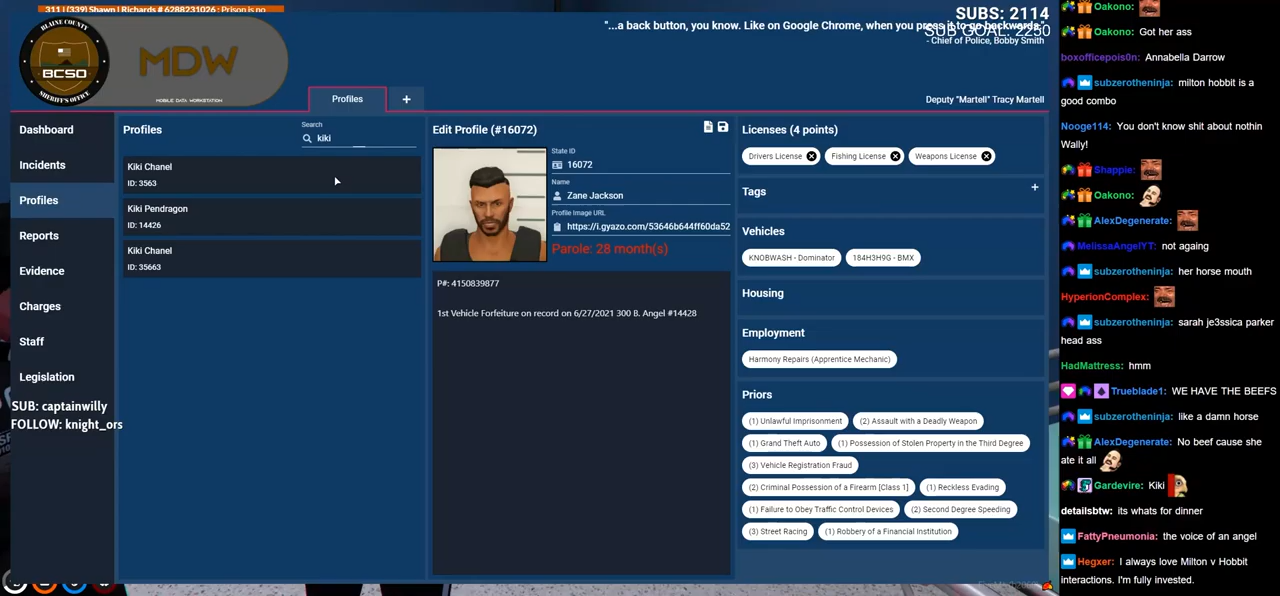 311 | (339) Shawn | Richards # 6288231026 : Prison is no
BLAINE COUNTY
BCSO
SHERIFF'S OFFICE
MDW
MOBILE DATA WORKSTATION
"...a back button, you know. Like on Google Chrome, when you press it to go backwards."
- Chief of Police, Bobby Smith
SUBS: 2114
SUB GOAL: 2250
Profiles
+
Deputy "Martell" Tracy Martell
Dashboard
Incidents
Profiles
Reports
Evidence
Charges
Staff
Legislation
SUB: captainwilly
FOLLOW: knight_ors
Profiles
Search
kiki
Kiki Chanel
ID: 3563
Kiki Pendragon
ID: 14426
Kiki Chanel
ID: 35663
Edit Profile (#16072)
State ID
16072
Name
Zane Jackson
Profile Image URL
https://i.gyazo.com/53646b644ff60da52
Parole: 28 month(s)
P#: 4150839877
1st Vehicle Forfeiture on record on 6/27/2021 300 B. Angel #14428
Licenses (4 points)
Drivers License
Fishing License
Weapons License
Tags
+
Vehicles
KNOBWASH - Dominator
184H3H9G - BMX
Housing
Employment
Harmony Repairs (Apprentice Mechanic)
Priors
(1) Unlawful Imprisonment
(2) Assault with a Deadly Weapon
(1) Grand Theft Auto
(1) Possession of Stolen Property in the Third Degree
(3) Vehicle Registration Fraud
(2) Criminal Possession of a Firearm [Class 1]
(1) Reckless Evading
(1) Failure to Obey Traffic Control Devices
(2) Second Degree Speeding
(3) Street Racing
(1) Robbery of a Financial Institution
Oakono:
Oakono: Got her ass
boxofficepois0n: Annabella Darrow
subzerotheninja: milton hobbit is a
good combo
Nooge114: You don't know shit about nothin
Wally!
Shappie:
Oakono:
AlexDegenerate:
MelissaAngelYT: not againg
subzerotheninja: her horse mouth
HyperionComplex:
subzerotheninja: sarah je3ssica parker
head ass
HadMattress: hmm
Trueblade1: WE HAVE THE BEEFS
subzerotheninja: like a damn horse
AlexDegenerate: No beef cause she
ate it all
Gardevire: Kiki
detailsbtw: its whats for dinner
FattyPneumonia: the voice of an angel
Hegxer: I always love Milton v Hobbit
interactions. I'm fully invested.